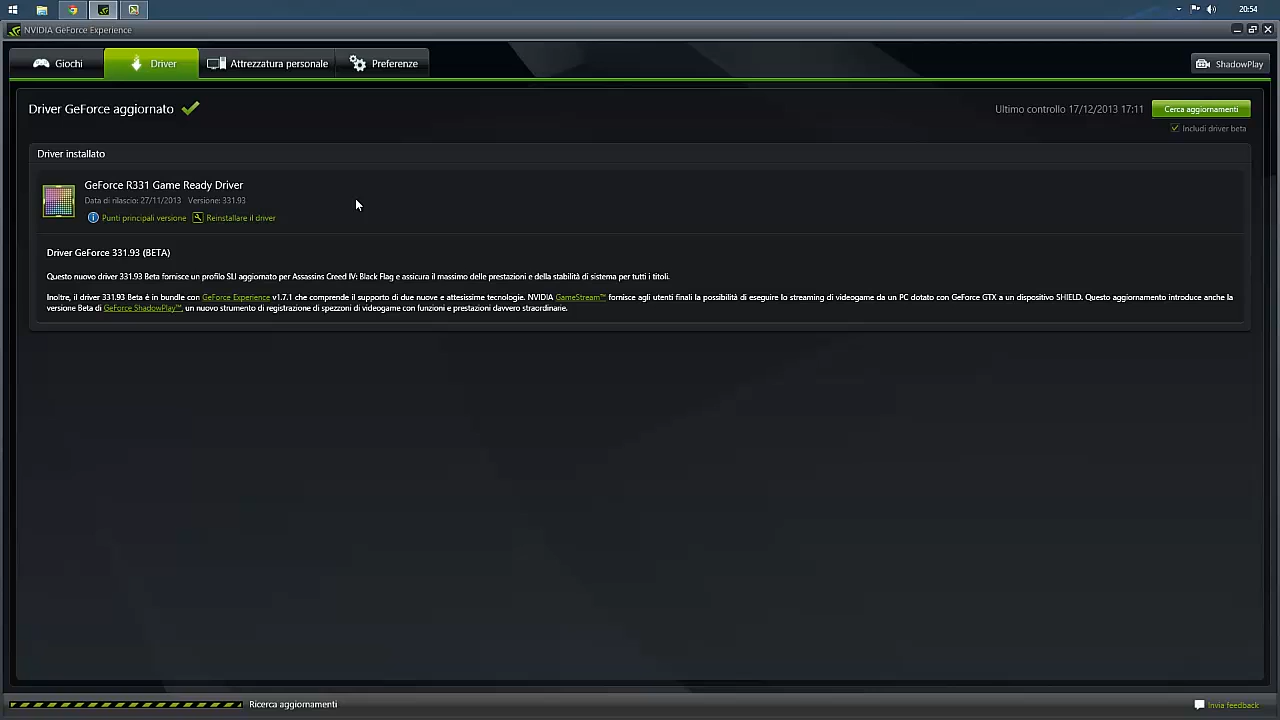 20:54
NVIDIA GeForce Experience
Giochi
Driver
Attrezzatura personale
Preferenze
ShadowPlay
Driver GeForce aggiornato
Ultimo controllo 17/12/2013 17:11
Cerca aggiornamenti
Includi driver beta
Driver installato
GeForce R331 Game Ready Driver
Data di rilascio: 27/11/2013 Versione: 331.93
Punti principali versione Reinstallare il driver
Driver GeForce 331.93 (BETA)
Questo nuovo driver 331.93 Beta fornisce un profilo SLI aggiornato per Assassins Creed IV: Black Flag e assicura il massimo delle prestazioni e della stabilità di sistema per tutti i titoli.
Inoltre, il driver 331.93 Beta è in bundle con GeForce Experience v1.7.1 che comprende il supporto di due nuove e attesissime tecnologie. NVIDIA GameStream™ fornisce agli utenti finali la possibilità di eseguire lo streaming di videogame da un PC dotato con GeForce GTX a un dispositivo SHIELD. Questo aggiornamento introduce anche la
versione Beta di GeForce ShadowPlay™, un nuovo strumento di registrazione di spezzoni di videogame con funzioni e prestazioni davvero straordinarie.
Ricerca aggiornamenti
Invia feedback